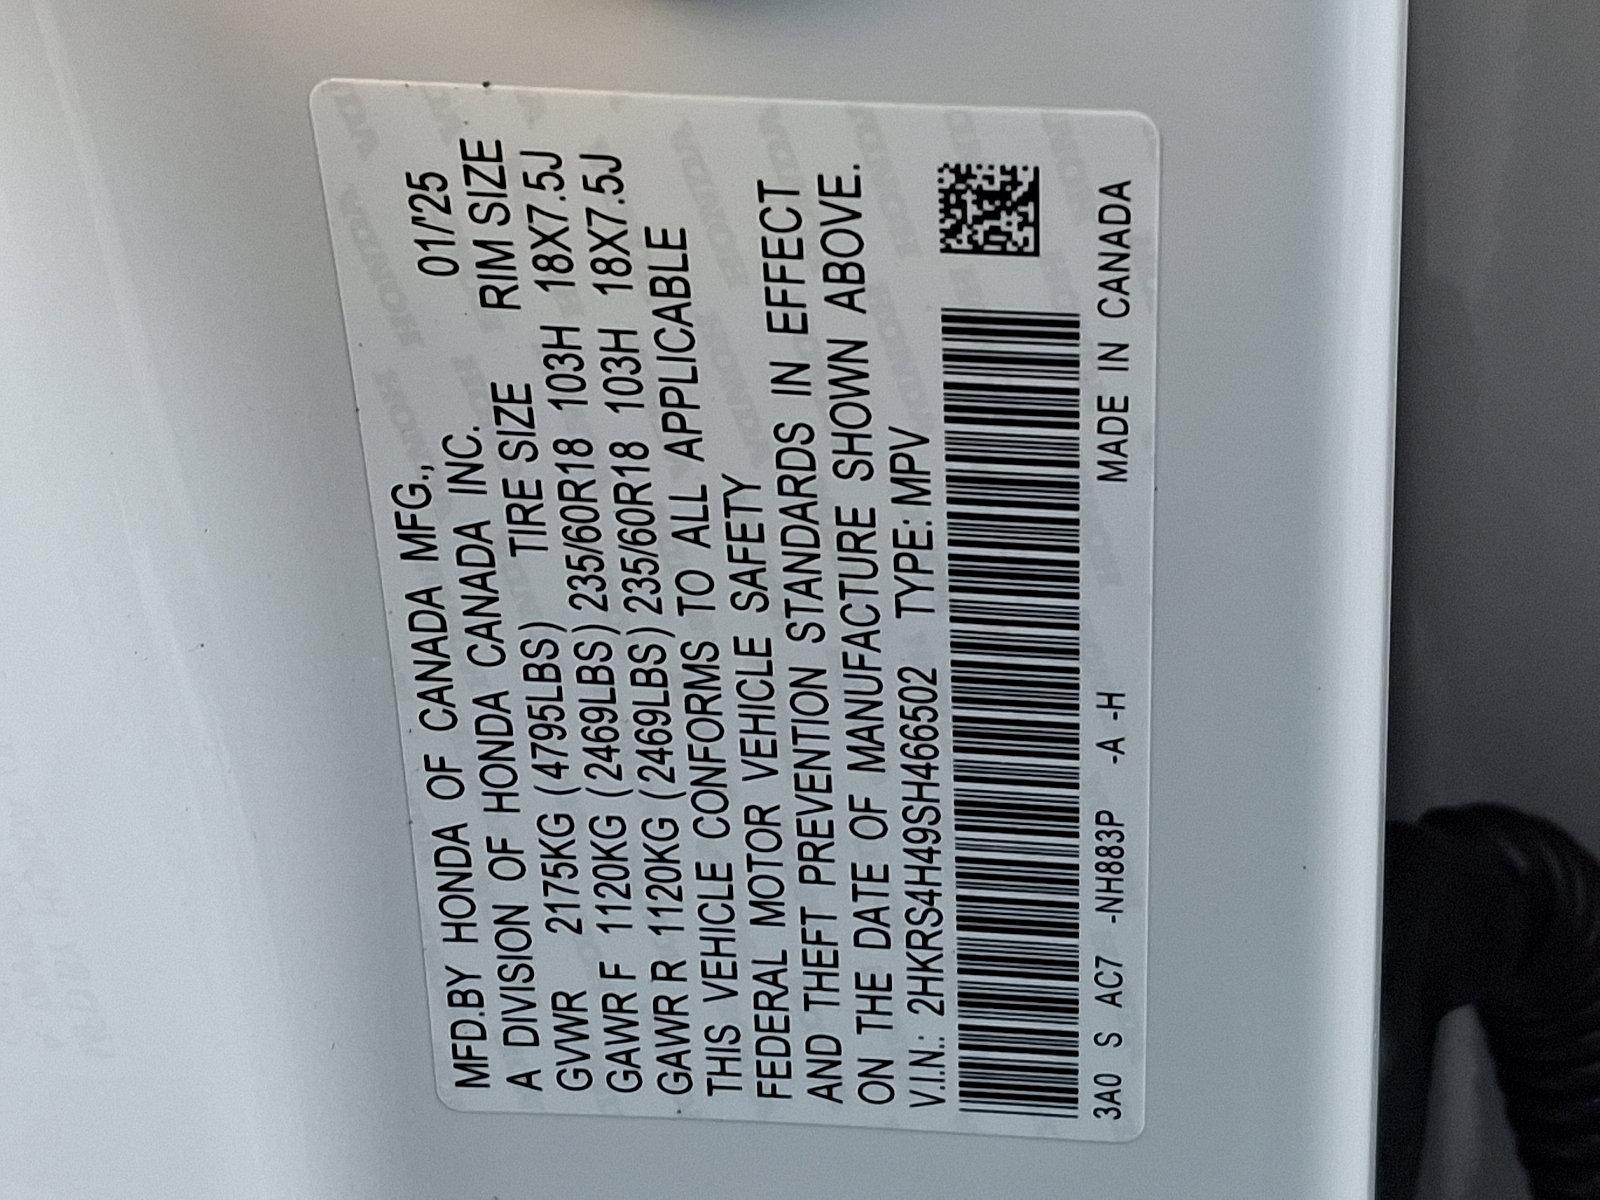 MFD.BY HONDA OF CANADA MFG., 01/'25
A DIVISION OF HONDA CANADA INC.
TIRE SIZE RIM SIZE
GVWR 2175KG ( 4795LBS)
GAWR F 1120KG ( 2469LBS) 235/60R18 103H 18X7.5J
GAWR R 1120KG ( 2469LBS) 235/60R18 103H 18X7.5J
THIS VEHICLE CONFORMS TO ALL APPLICABLE
FEDERAL MOTOR VEHICLE SAFETY
AND THEFT PREVENTION STANDARDS IN EFFECT
ON THE DATE OF MANUFACTURE SHOWN ABOVE.
V.I.N.: 2HKRS4H49SH466502 TYPE: MPV
3A0 S AC7 -NH883P -A -H MADE IN CANADA